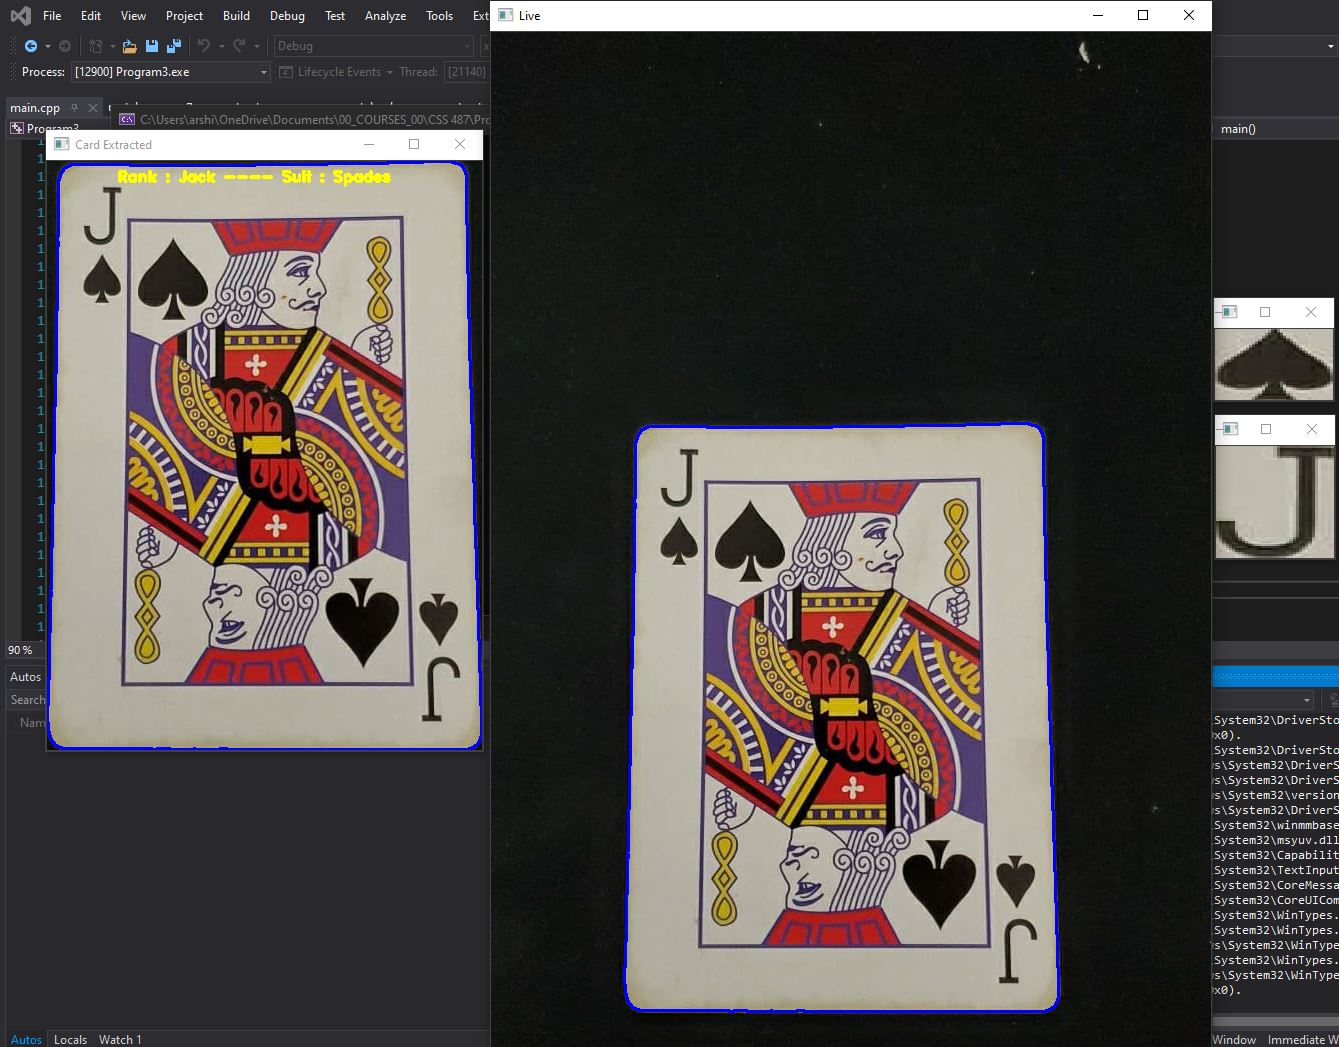 File Edit View Project Build Debug Test Analyze Tools Ext
Live
Debug
Process: [12900] Program3.exe Lifecycle Events Thread: [21140]
main.cpp
C:\Users\arshi\OneDrive\Documents\00_COURSES_00\CSS 487\Pro
Program3
main()
Card Extracted
Rank : Jack ---- Suit : Spades
J
J
J
J
J
90 %
Autos
Search
Nam
System32\DriverSto
0x0).
System32\DriverSto
s\System32\DriverS
s\System32\DriverS
s\System32\version
s\System32\DriverS
System32\winmmbase
System32\msyuv.dll
System32\Capabilit
System32\TextInput
System32\CoreMessa
System32\CoreUICom
System32\WinTypes.
System32\WinTypes.
s\System32\WinType
System32\WinTypes.
s\System32\WinType
0x0).
Autos Locals Watch 1
Window Immediate W